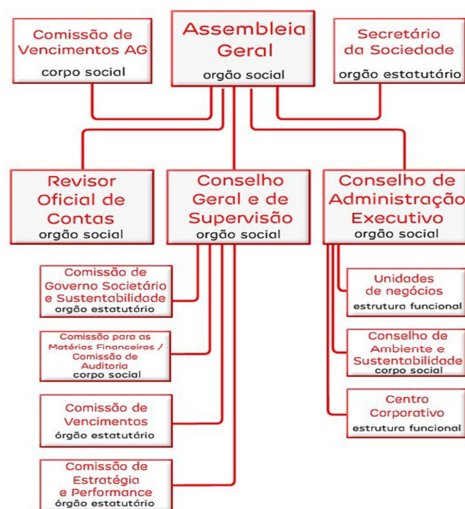 Comissão de
Vencimentos AG
corpo social
Assembleia
Geral
orgão social
Secretário
da Sociedade
orgão estatutário
Revisor
Oficial de
Contas
orgão social
Conselho
Geral e de
Supervisão
orgão social
Conselho de
Administração
Executivo
orgão social
Comissão de
Governo Societário
e Sustentabilidade
orgão estatutário
Comissão para as
Matérias Financeiras /
Comissão de
Auditoria
corpo social
Comissão de
Vencimentos
órgão estatutário
Comissão de
Estratégia
e Performance
órgão estatutário
Unidades
de negócios
estrutura funcional
Conselho de
Ambiente e
Sustentabilidade
corpo social
Centro
Corporativo
estrutura funcional